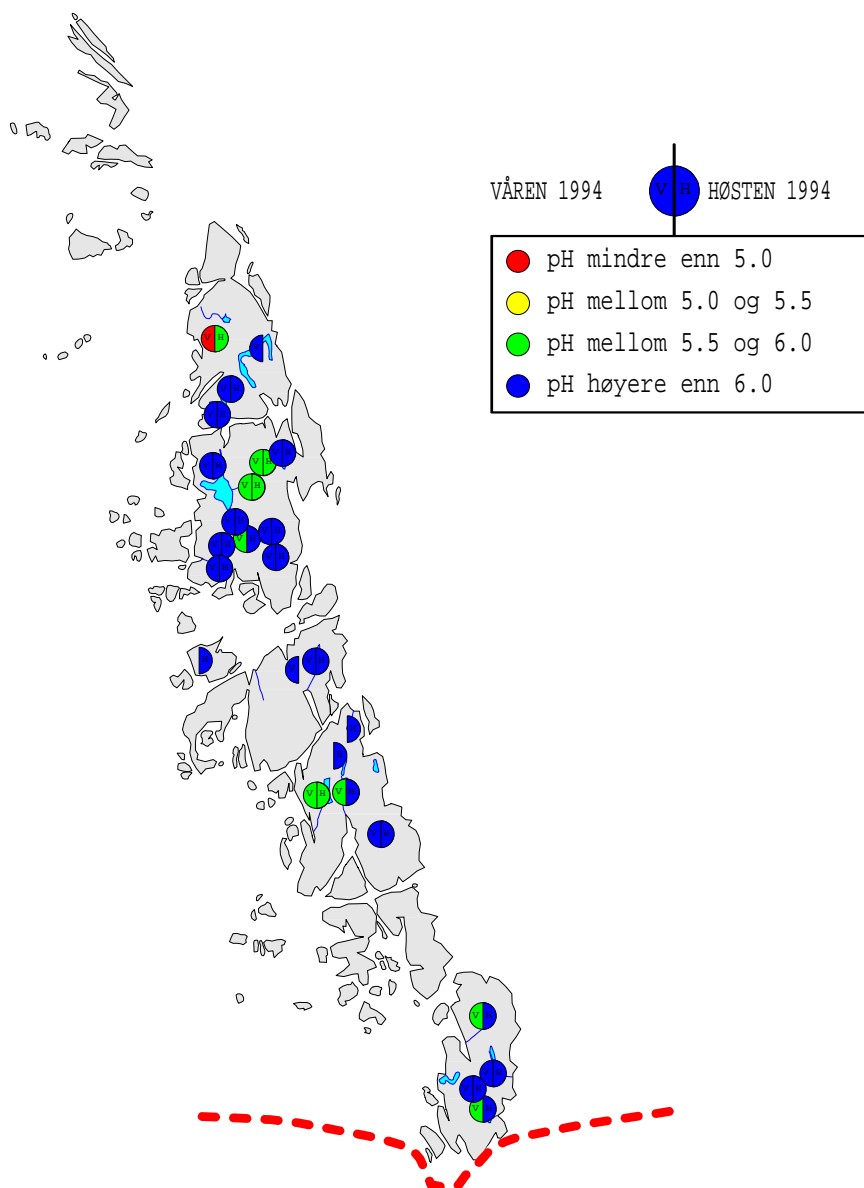 VÅREN 1994 V H HØSTEN 1994
pH mindre enn 5.0
pH mellom 5.0 og 5.5
pH mellom 5.5 og 6.0
pH høyere enn 6.0
V H
V
V H
V H
V H
V H
V H
V H
V H
V H
V H
V H
V H
V H
H
V
V H
H
H
V H
V H
V H
V H
V H
V H
V H